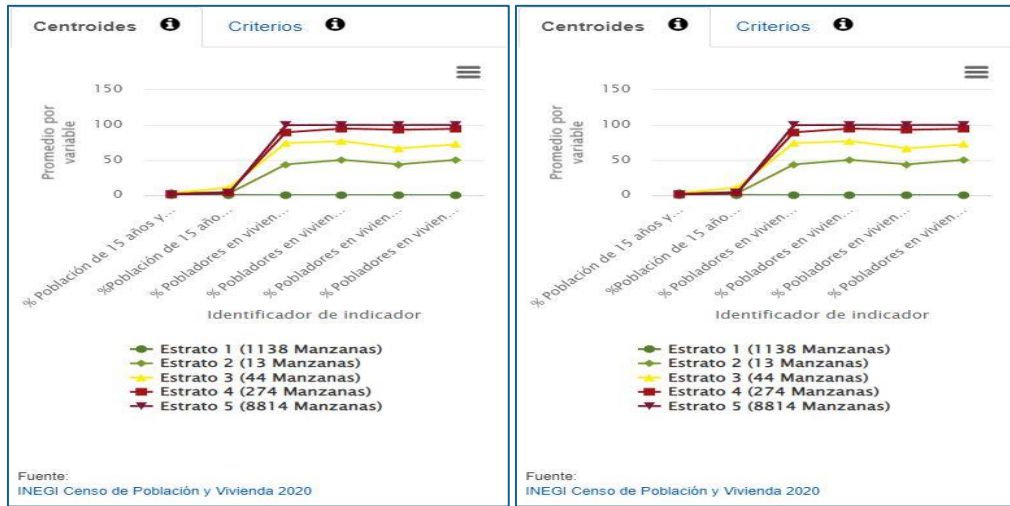 Centroides Criterios
150
100
50
0
Promedio por
variable
% Población de 15 años y...
%Población de 15 año...
% Pobladores en vivien...
% Pobladores en vivien...
% Pobladores en vivien...
% Pobladores en vivien...
Identificador de indicador
Estrato 1 (1138 Manzanas)
Estrato 2 (13 Manzanas)
Estrato 3 (44 Manzanas)
Estrato 4 (274 Manzanas)
Estrato 5 (8814 Manzanas)
Fuente:
INEGI Censo de Población y Vivienda 2020
Centroides Criterios
150
100
50
0
Promedio por
variable
% Población de 15 años y...
%Población de 15 año...
% Pobladores en vivien...
% Pobladores en vivien...
% Pobladores en vivien...
% Pobladores en vivien...
Identificador de indicador
Estrato 1 (1138 Manzanas)
Estrato 2 (13 Manzanas)
Estrato 3 (44 Manzanas)
Estrato 4 (274 Manzanas)
Estrato 5 (8814 Manzanas)
Fuente:
INEGI Censo de Población y Vivienda 2020